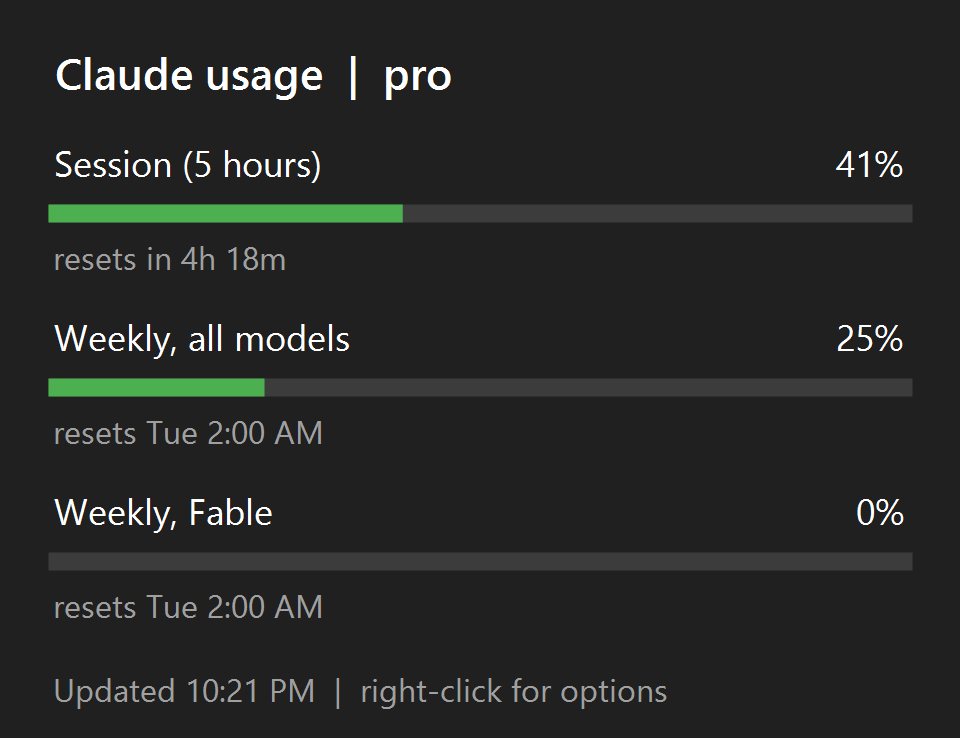 Claude usage | pro
Session (5 hours) 41%
resets in 4h 18m
Weekly, all models 25%
resets Tue 2:00 AM
Weekly, Fable 0%
resets Tue 2:00 AM
Updated 10:21 PM | right-click for options